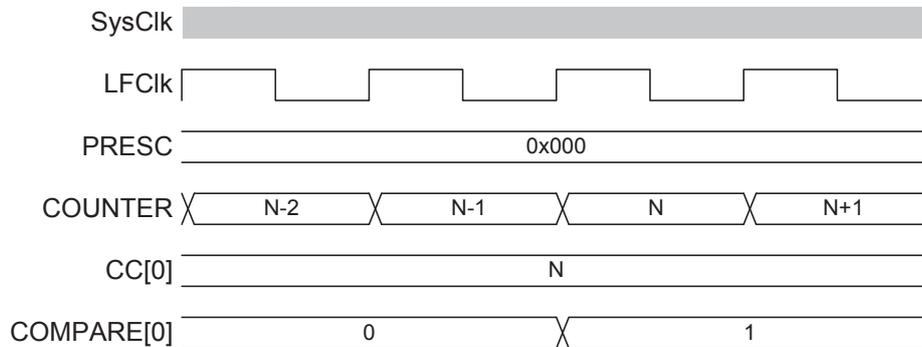 SysClk
LFClk
PRESC 0x000
COUNTER N-2 N-1 N N+1
CC[0] N
COMPARE[0] 0 1